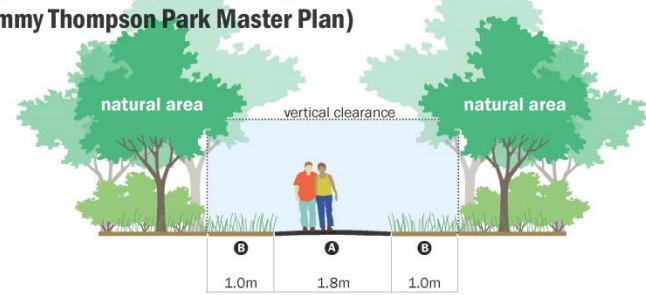 mmy Thompson Park Master Plan)
natural area
vertical clearance
natural area
B
A
B
1.0m
1.8m
1.0m